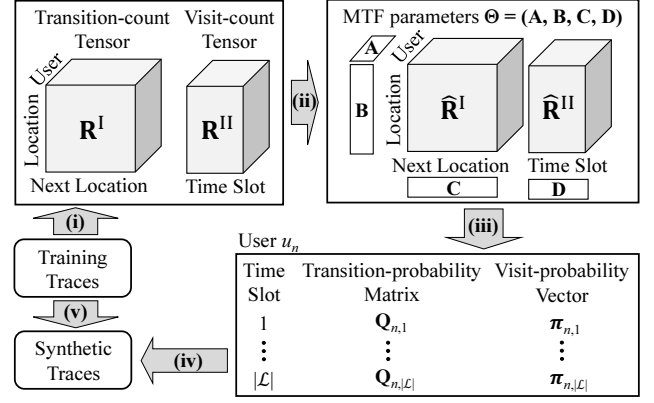 Transition-count Tensor
Visit-count Tensor
User
Location
R^I
R^II
Next Location
Time Slot
(i)
(ii)
MTF parameters Θ = (A, B, C, D)
A
User
B
Location
R̂^I
R̂^II
Next Location
Time Slot
C
D
(iii)
Training
Traces
(v)
Synthetic
Traces
(iv)
User u_n
Time Slot
Transition-probability Matrix
Visit-probability Vector
1 Q_{n,1} π_{n,1}
⋮ ⋮ ⋮
|ℒ| Q_{n,|ℒ|} π_{n,|ℒ|}